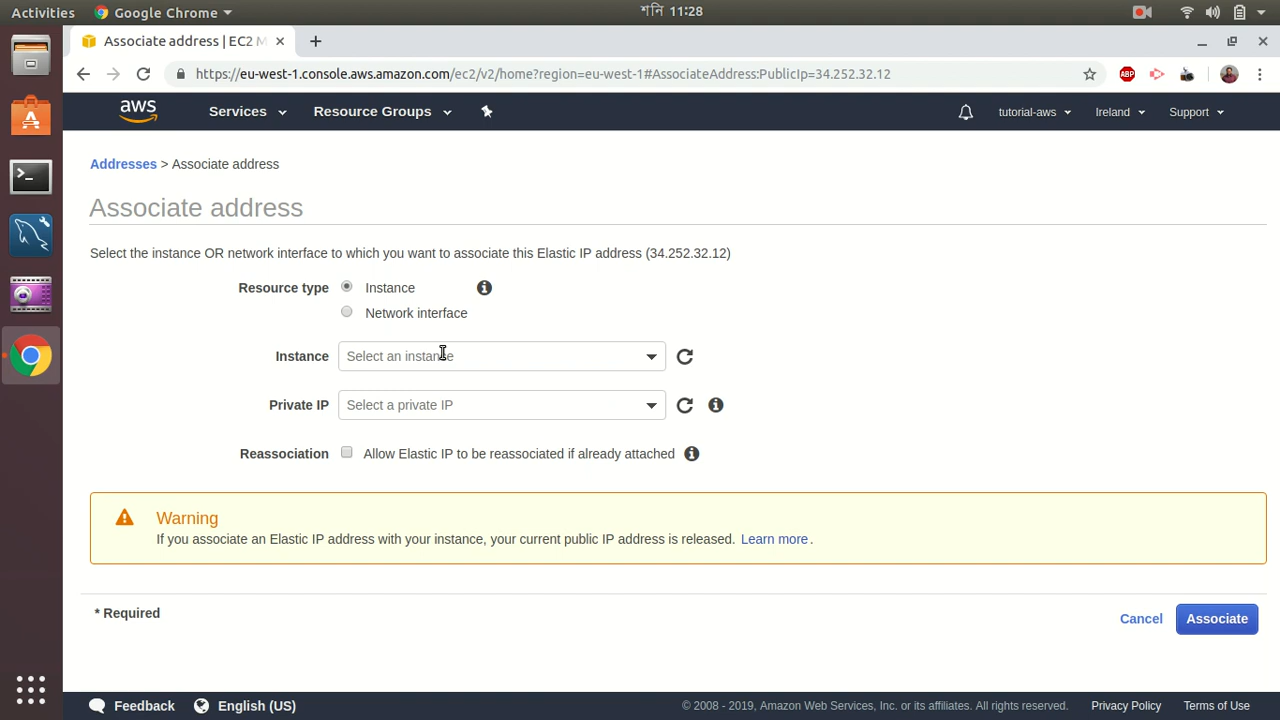 Activities Google Chrome শনি 11:28
Associate address | EC2 M
https://eu-west-1.console.aws.amazon.com/ec2/v2/home?region=eu-west-1#AssociateAddress:PublicIp=34.252.32.12
ABP
aws Services Resource Groups tutorial-aws Ireland Support
Addresses > Associate address
Associate address
Select the instance OR network interface to which you want to associate this Elastic IP address (34.252.32.12)
Resource type Instance
Network interface
Instance Select an instance
Private IP Select a private IP
Reassociation Allow Elastic IP to be reassociated if already attached
Warning
If you associate an Elastic IP address with your instance, your current public IP address is released. Learn more.
* Required Cancel Associate
Feedback English (US) © 2008 - 2019, Amazon Web Services, Inc. or its affiliates. All rights reserved. Privacy Policy Terms of Use